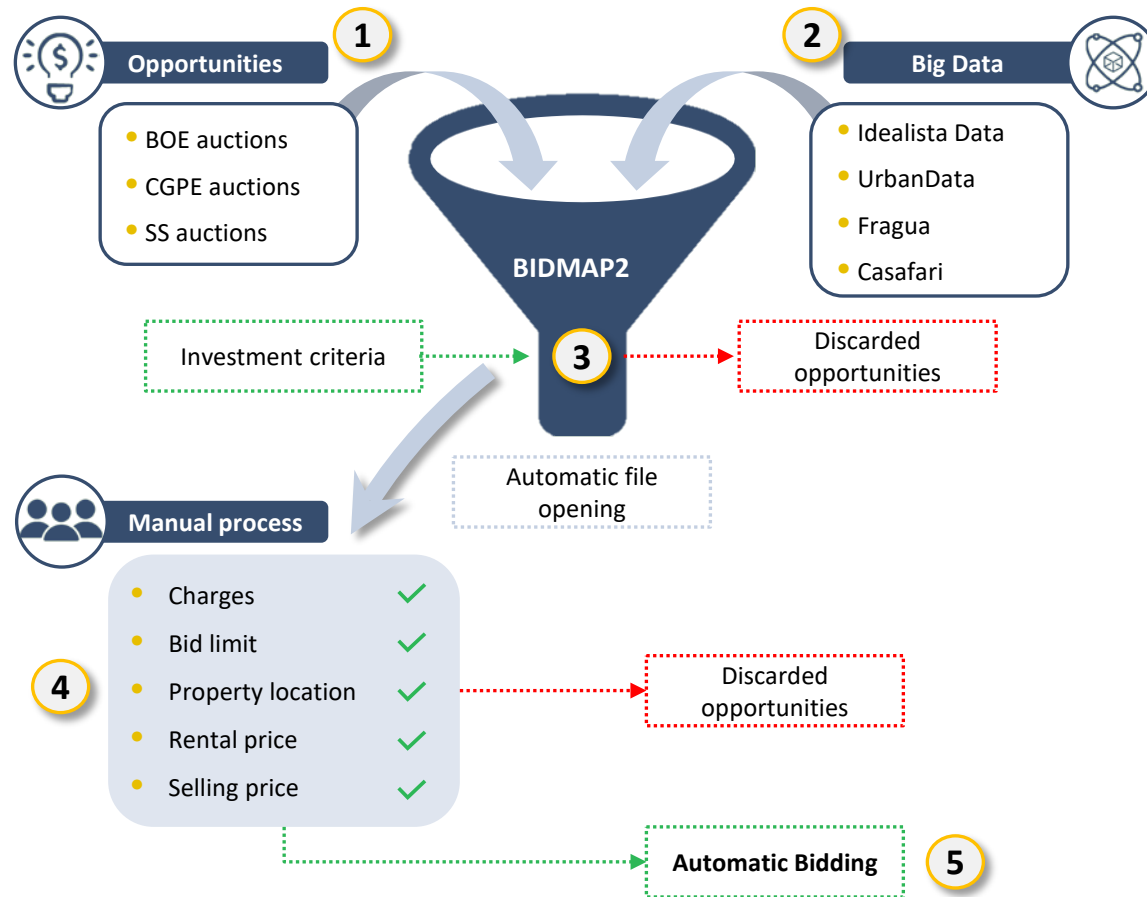 1
2
Opportunities
Big Data
BOE auctions
CGPE auctions
SS auctions
Idealista Data
UrbanData
Fragua
Casafari
BIDMAP2
Investment criteria
3
Discarded
opportunities
Automatic file
opening
Manual process
Charges
Bid limit
Property location
Rental price
Selling price
4
Discarded
opportunities
Automatic Bidding
5